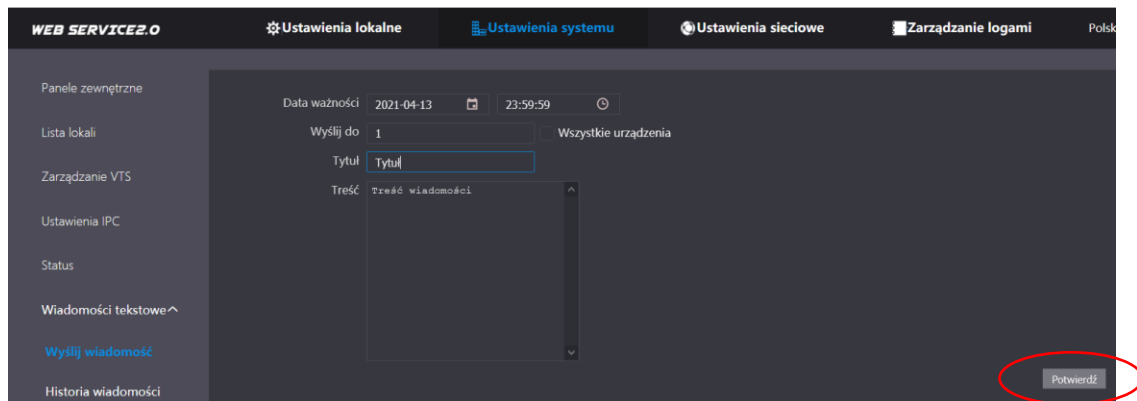 WEB SERVICE2.0
Ustawienia lokalne
Ustawienia systemu
Ustawienia sieciowe
Zarządzanie logami
Polsk
Panele zewnętrzne
Lista lokali
Zarządzanie VTS
Ustawienia IPC
Status
Wiadomości tekstowe
Wyślij wiadomość
Historia wiadomości
Data ważności 2021-04-13 23:59:59
Wyślij do 1 Wszystkie urządzenia
Tytuł Tytuł
Treść Treść wiadomości
Potwierdź